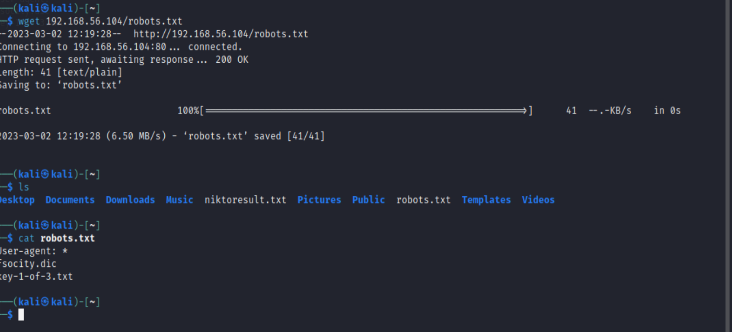 ──(kali㉿kali)-[~]
─$ wget 192.168.56.104/robots.txt
-2023-03-02 12:19:28-- http://192.168.56.104/robots.txt
Connecting to 192.168.56.104:80... connected.
HTTP request sent, awaiting response... 200 OK
Length: 41 [text/plain]
Saving to: ‘robots.txt’
robots.txt 100%[===================================================>] 41 --.-KB/s in 0s
2023-03-02 12:19:28 (6.50 MB/s) - ‘robots.txt’ saved [41/41]
──(kali㉿kali)-[~]
─$ ls
Desktop Documents Downloads Music niktoresult.txt Pictures Public robots.txt Templates Videos
──(kali㉿kali)-[~]
─$ cat robots.txt
User-agent: *
fsocity.dic
key-1-of-3.txt
──(kali㉿kali)-[~]
─$